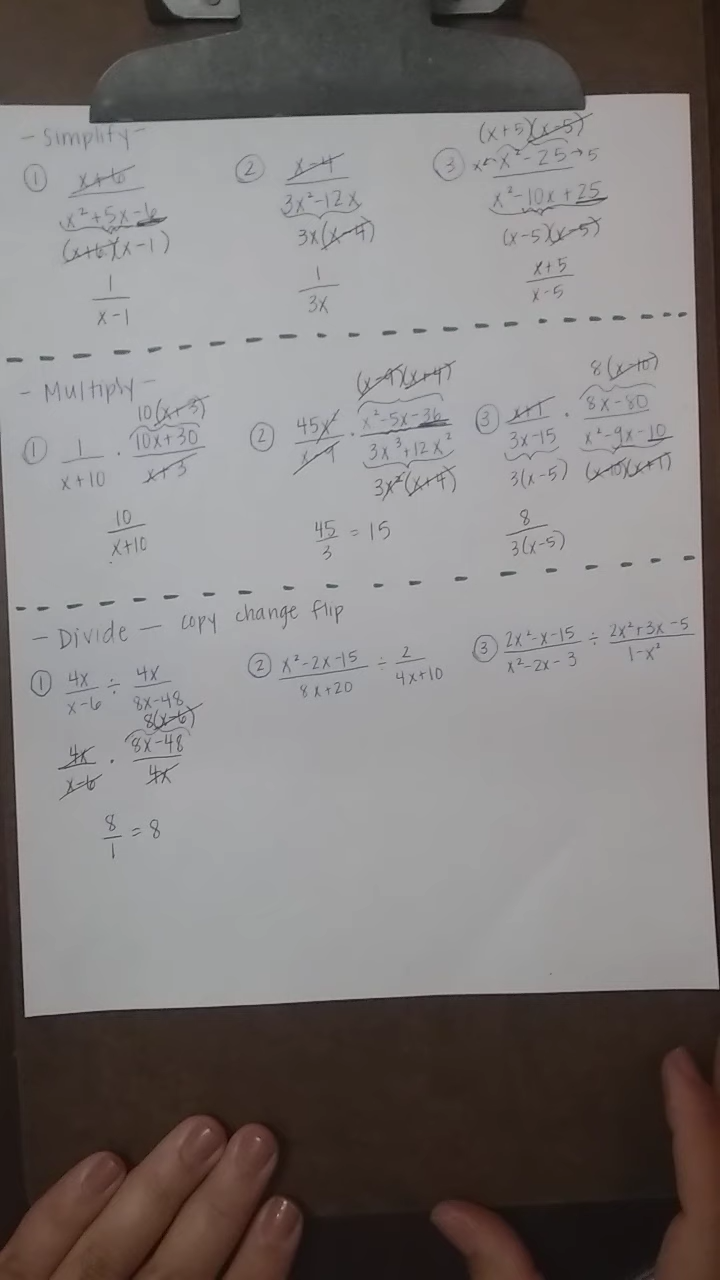 - Simplify -
① x+6 / x²+5x-6
(x+6)(x-1)
1 / x-1
② x-4 / 3x²-12x
3x(x-4)
1 / 3x
(x+5)(x-5)
③ x← x²-25 →5 / x²-10x+25
(x-5)(x-5)
x+5 / x-5
- Multiply -
10(x+3)
① 1 / x+10 · 10x+30 / x+3
10 / x+10
(x-9)(x+4)
② 45x² / x-9 · x²-5x-36 / 3x³+12x²
3x²(x+4)
45 / 3 = 15
8(x-10)
③ x+1 / 3x-15 · 8x-80 / x²-9x-10
3(x-5) (x-10)(x+1)
8 / 3(x-5)
- Divide - copy change flip
① 4x / x-6 ÷ 4x / 8x-48
8(x-6)
4x / x-6 · 8x-48 / 4x
8 / 1 = 8
② x²-2x-15 / 8x+20 ÷ 2 / 4x+10
③ 2x²-x-15 / x²-2x-3 ÷ 2x²+3x-5 / 1-x²